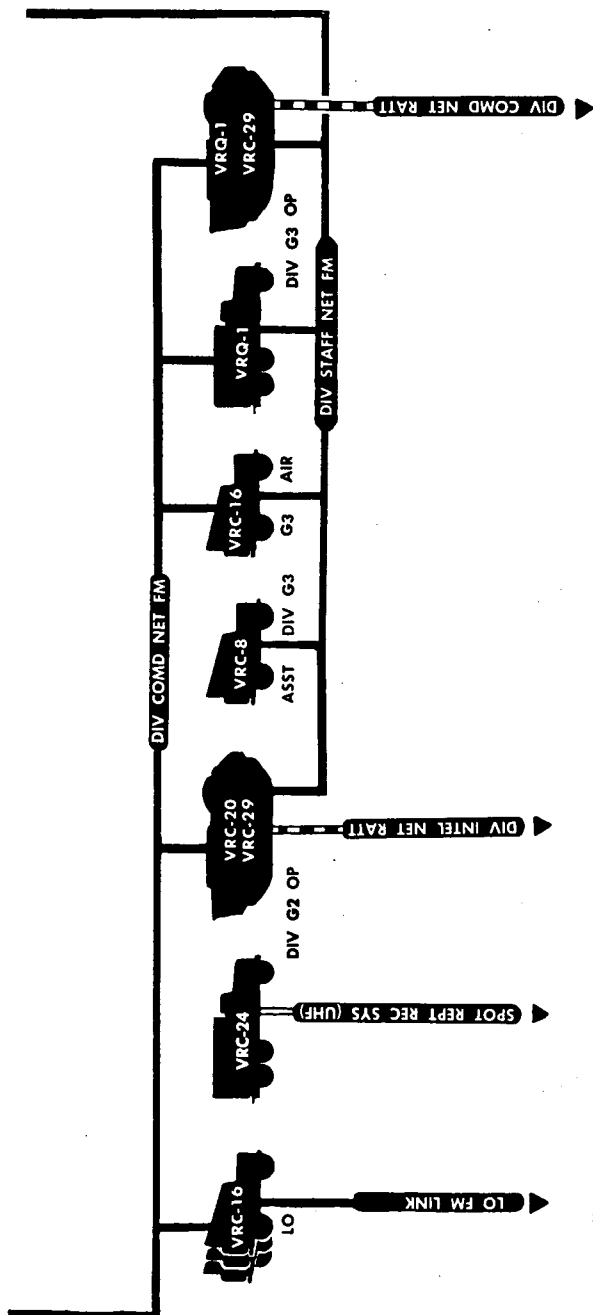 DIV COMD NET FM
VRC-16
LO
LO FM LINK
VRC-24
SPOT REPT REC SYS (UHF)
VRC-20
VRC-29
DIV G2 OP
DIV INTEL NET RATT
VRC-8
ASST DIV G3
VRC-16
G3 AIR
VRQ-1
DIV G3 OP
VRQ-1
VRC-29
DIV STAFF NET FM
DIV COMD NET RATT